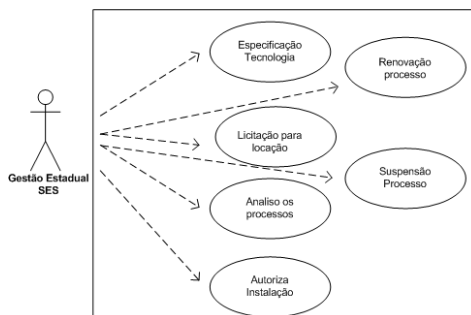 Especificação
Tecnologia
Renovação
processo
Licitação para
locação
Gestão Estadual
SES
Suspensão
Processo
Analiso os
processos
Autoriza
Instalação